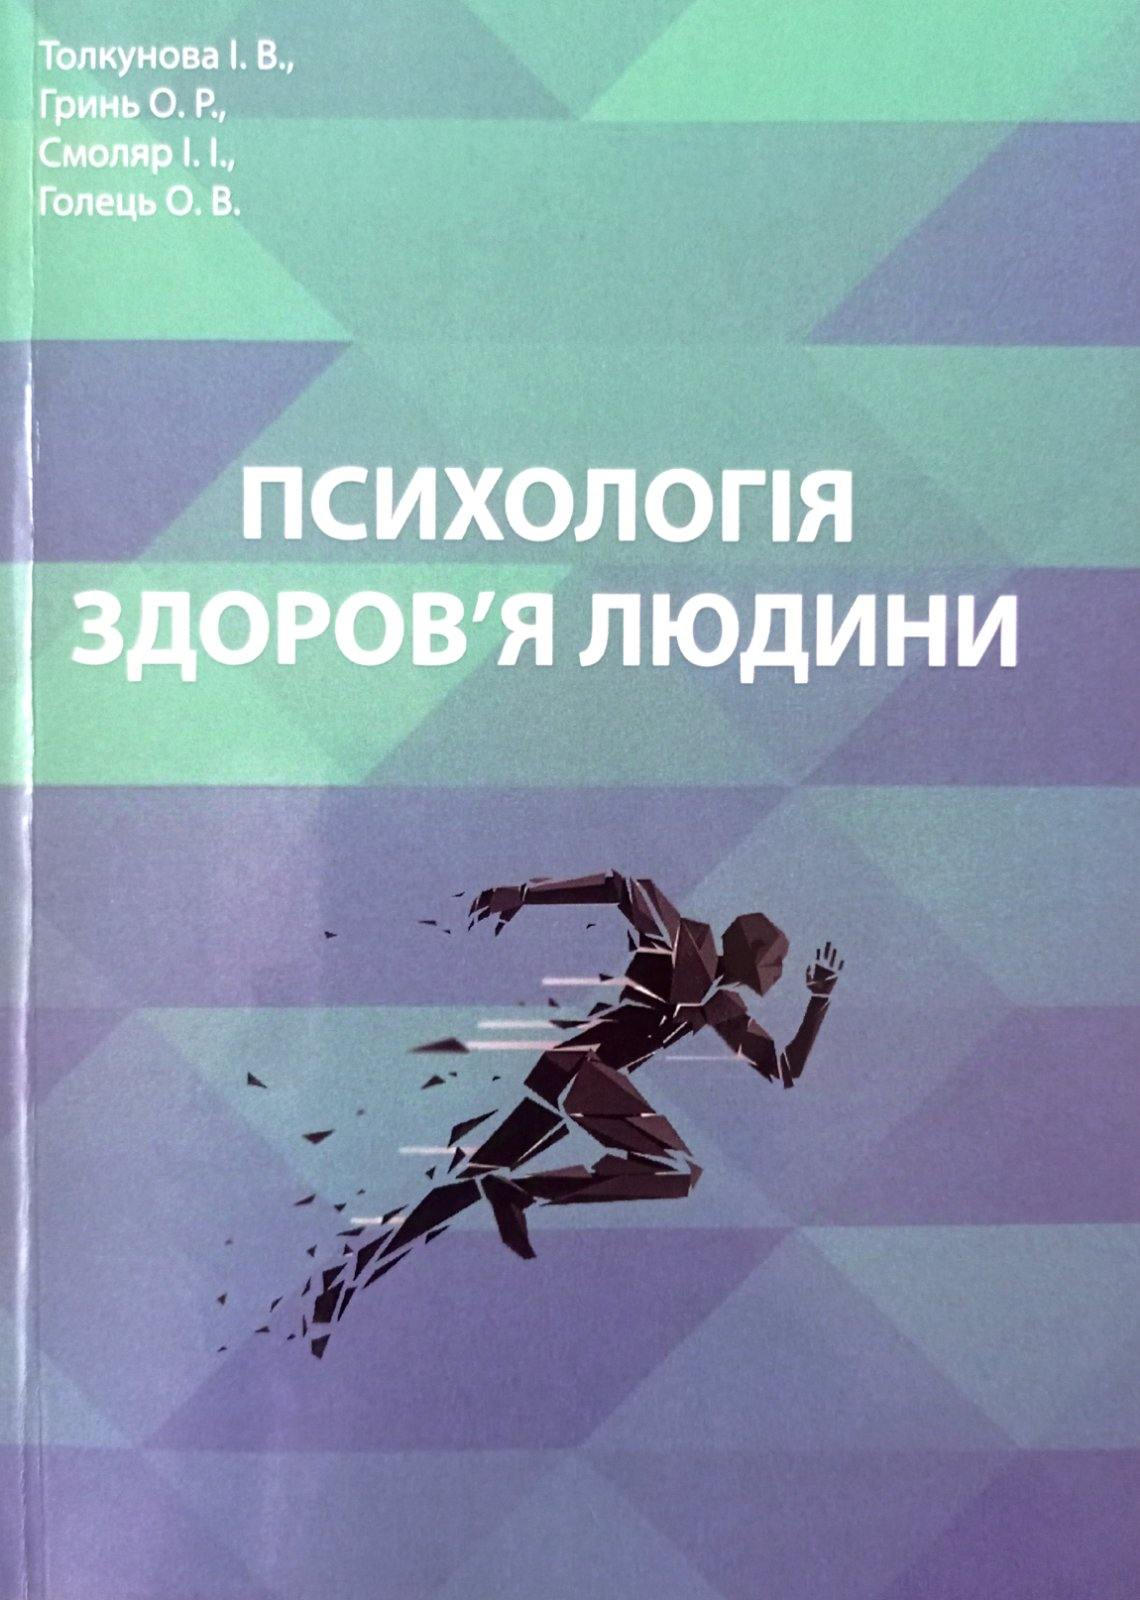 Толкунова І. В.,
Гринь О. Р.,
Смоляр І. І.,
Голець О. В.
ПСИХОЛОГІЯ
ЗДОРОВ’Я ЛЮДИНИ